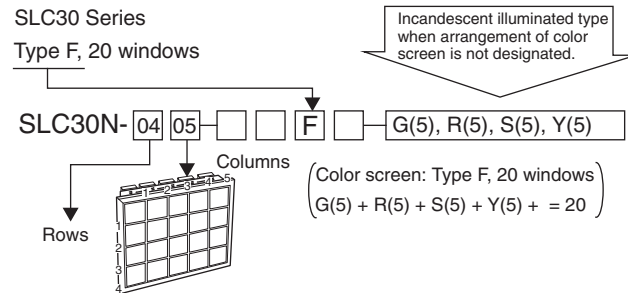 SLC30 Series
Type F, 20 windows
Incandescent illuminated type
when arrangement of color
screen is not designated.
SLC30N- 04 05 F G(5), R(5), S(5), Y(5)
Columns
1 2 3 4 5
1
2
3
4
Rows
Color screen: Type F, 20 windows
G(5) + R(5) + S(5) + Y(5) + = 20